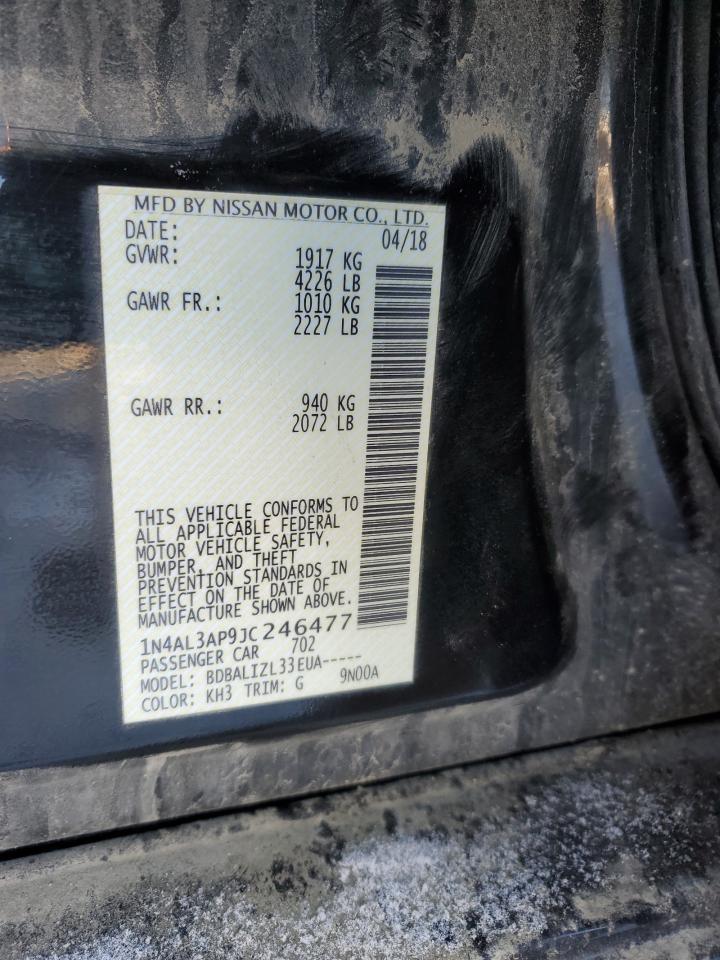 MFD BY NISSAN MOTOR CO., LTD.
DATE: 04/18
GVWR: 1917 KG
4226 LB
GAWR FR.: 1010 KG
2227 LB
GAWR RR.: 940 KG
2072 LB
THIS VEHICLE CONFORMS TO
ALL APPLICABLE FEDERAL
MOTOR VEHICLE SAFETY,
BUMPER, AND THEFT
PREVENTION STANDARDS IN
EFFECT ON THE DATE OF
MANUFACTURE SHOWN ABOVE.
1N4AL3AP9JC246477
PASSENGER CAR 702
MODEL: BDBALIZL33EUA-----
COLOR: KH3 TRIM: G 9N00A